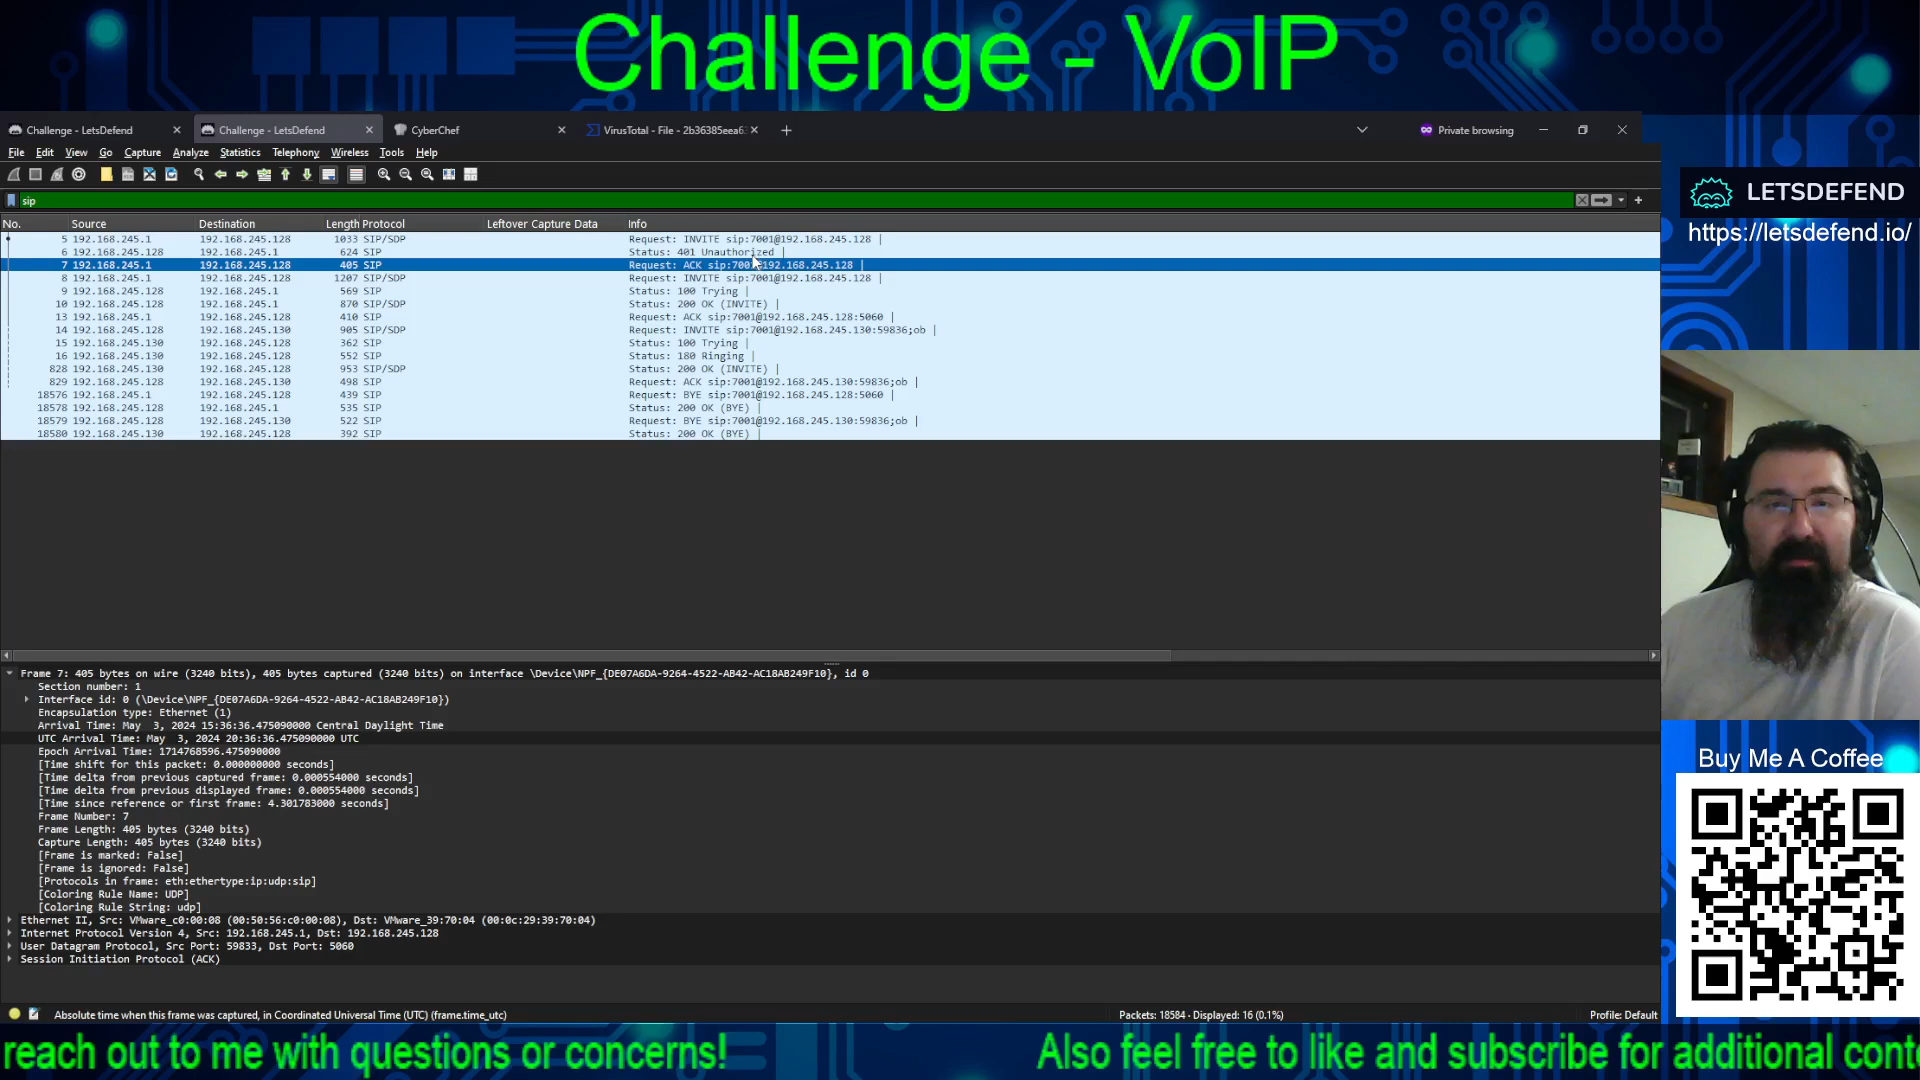 Challenge - VoIP
Challenge - LetsDefend
Challenge - LetsDefend
CyberChef
VirusTotal - File - 2b36385eea6
Private browsing
File Edit View Go Capture Analyze Statistics Telephony Wireless Tools Help
sip
No. Source Destination Length Protocol Leftover Capture Data Info
5 192.168.245.1 192.168.245.128 1033 SIP/SDP Request: INVITE sip:7001@192.168.245.128 |
6 192.168.245.128 192.168.245.1 624 SIP Status: 401 Unauthorized |
7 192.168.245.1 192.168.245.128 405 SIP Request: ACK sip:7001@192.168.245.128 |
8 192.168.245.1 192.168.245.128 1207 SIP/SDP Request: INVITE sip:7001@192.168.245.128 |
9 192.168.245.128 192.168.245.1 569 SIP Status: 100 Trying |
10 192.168.245.128 192.168.245.1 870 SIP/SDP Status: 200 OK (INVITE) |
13 192.168.245.1 192.168.245.128 410 SIP Request: ACK sip:7001@192.168.245.128:5060 |
14 192.168.245.128 192.168.245.130 905 SIP/SDP Request: INVITE sip:7001@192.168.245.130:59836;ob |
15 192.168.245.130 192.168.245.128 362 SIP Status: 100 Trying |
16 192.168.245.130 192.168.245.128 552 SIP Status: 180 Ringing |
828 192.168.245.130 192.168.245.128 953 SIP/SDP Status: 200 OK (INVITE) |
829 192.168.245.128 192.168.245.130 498 SIP Request: ACK sip:7001@192.168.245.130:59836;ob |
18576 192.168.245.1 192.168.245.128 439 SIP Request: BYE sip:7001@192.168.245.128:5060 |
18578 192.168.245.128 192.168.245.1 535 SIP Status: 200 OK (BYE) |
18579 192.168.245.128 192.168.245.130 522 SIP Request: BYE sip:7001@192.168.245.130:59836;ob |
18580 192.168.245.130 192.168.245.128 392 SIP Status: 200 OK (BYE) |
Frame 7: 405 bytes on wire (3240 bits), 405 bytes captured (3240 bits) on interface \Device\NPF_{DE07A6DA-9264-4522-AB42-AC18AB249F10}, id 0
Section number: 1
Interface id: 0 (\Device\NPF_{DE07A6DA-9264-4522-AB42-AC18AB249F10})
Encapsulation type: Ethernet (1)
Arrival Time: May 3, 2024 15:36:36.475090000 Central Daylight Time
UTC Arrival Time: May 3, 2024 20:36:36.475090000 UTC
Epoch Arrival Time: 1714768596.475090000
[Time shift for this packet: 0.000000000 seconds]
[Time delta from previous captured frame: 0.000554000 seconds]
[Time delta from previous displayed frame: 0.000554000 seconds]
[Time since reference or first frame: 4.301783000 seconds]
Frame Number: 7
Frame Length: 405 bytes (3240 bits)
Capture Length: 405 bytes (3240 bits)
[Frame is marked: False]
[Frame is ignored: False]
[Protocols in frame: eth:ethertype:ip:udp:sip]
[Coloring Rule Name: UDP]
[Coloring Rule String: udp]
Ethernet II, Src: VMware_c0:00:08 (00:50:56:c0:00:08), Dst: VMware_39:70:04 (00:0c:29:39:70:04)
Internet Protocol Version 4, Src: 192.168.245.1, Dst: 192.168.245.128
User Datagram Protocol, Src Port: 59833, Dst Port: 5060
Session Initiation Protocol (ACK)
Absolute time when this frame was captured, in Coordinated Universal Time (UTC) (frame.time_utc)
Packets: 18584 · Displayed: 16 (0.1%)
Profile: Default
LETSDEFEND
https://letsdefend.io/
Buy Me A Coffee
reach out to me with questions or concerns!
Also feel free to like and subscribe for additional conte